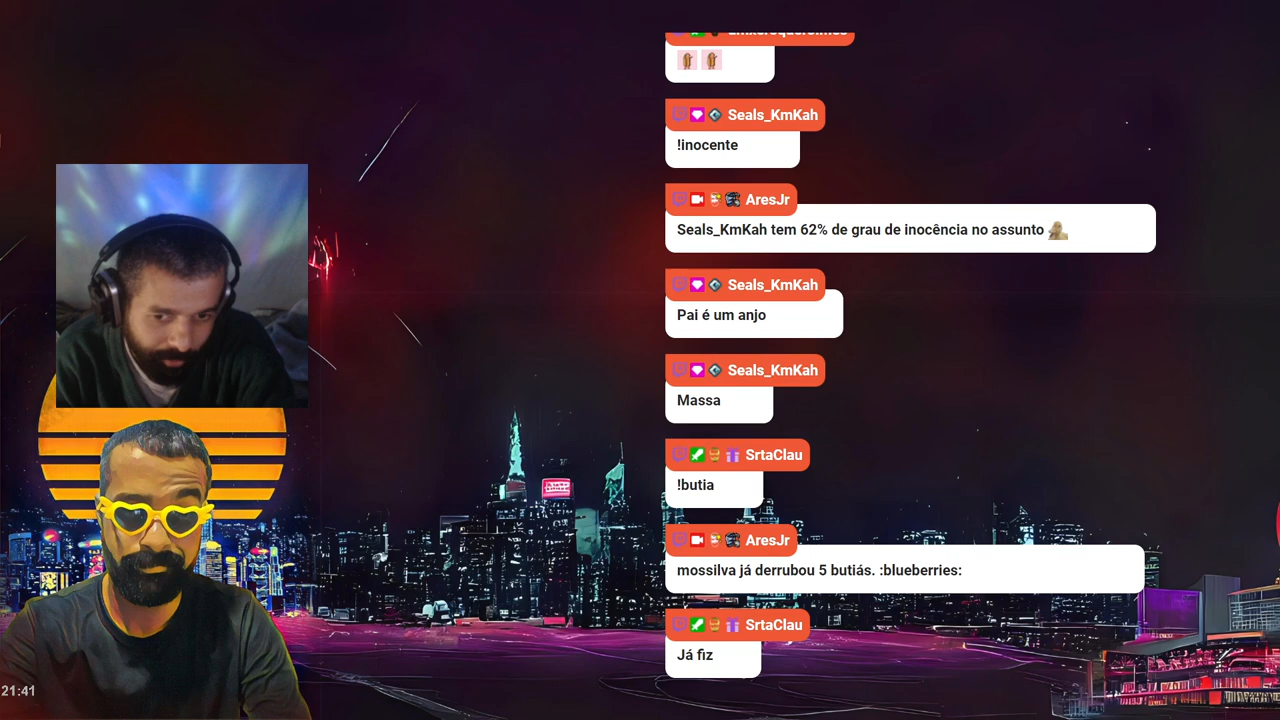 Seals_KmKah
!inocente
AresJr
Seals_KmKah tem 62% de grau de inocência no assunto
Seals_KmKah
Pai é um anjo
Seals_KmKah
Massa
SrtaClau
!butia
AresJr
mossilva já derrubou 5 butiás. :blueberries:
SrtaClau
Já fiz
21:41